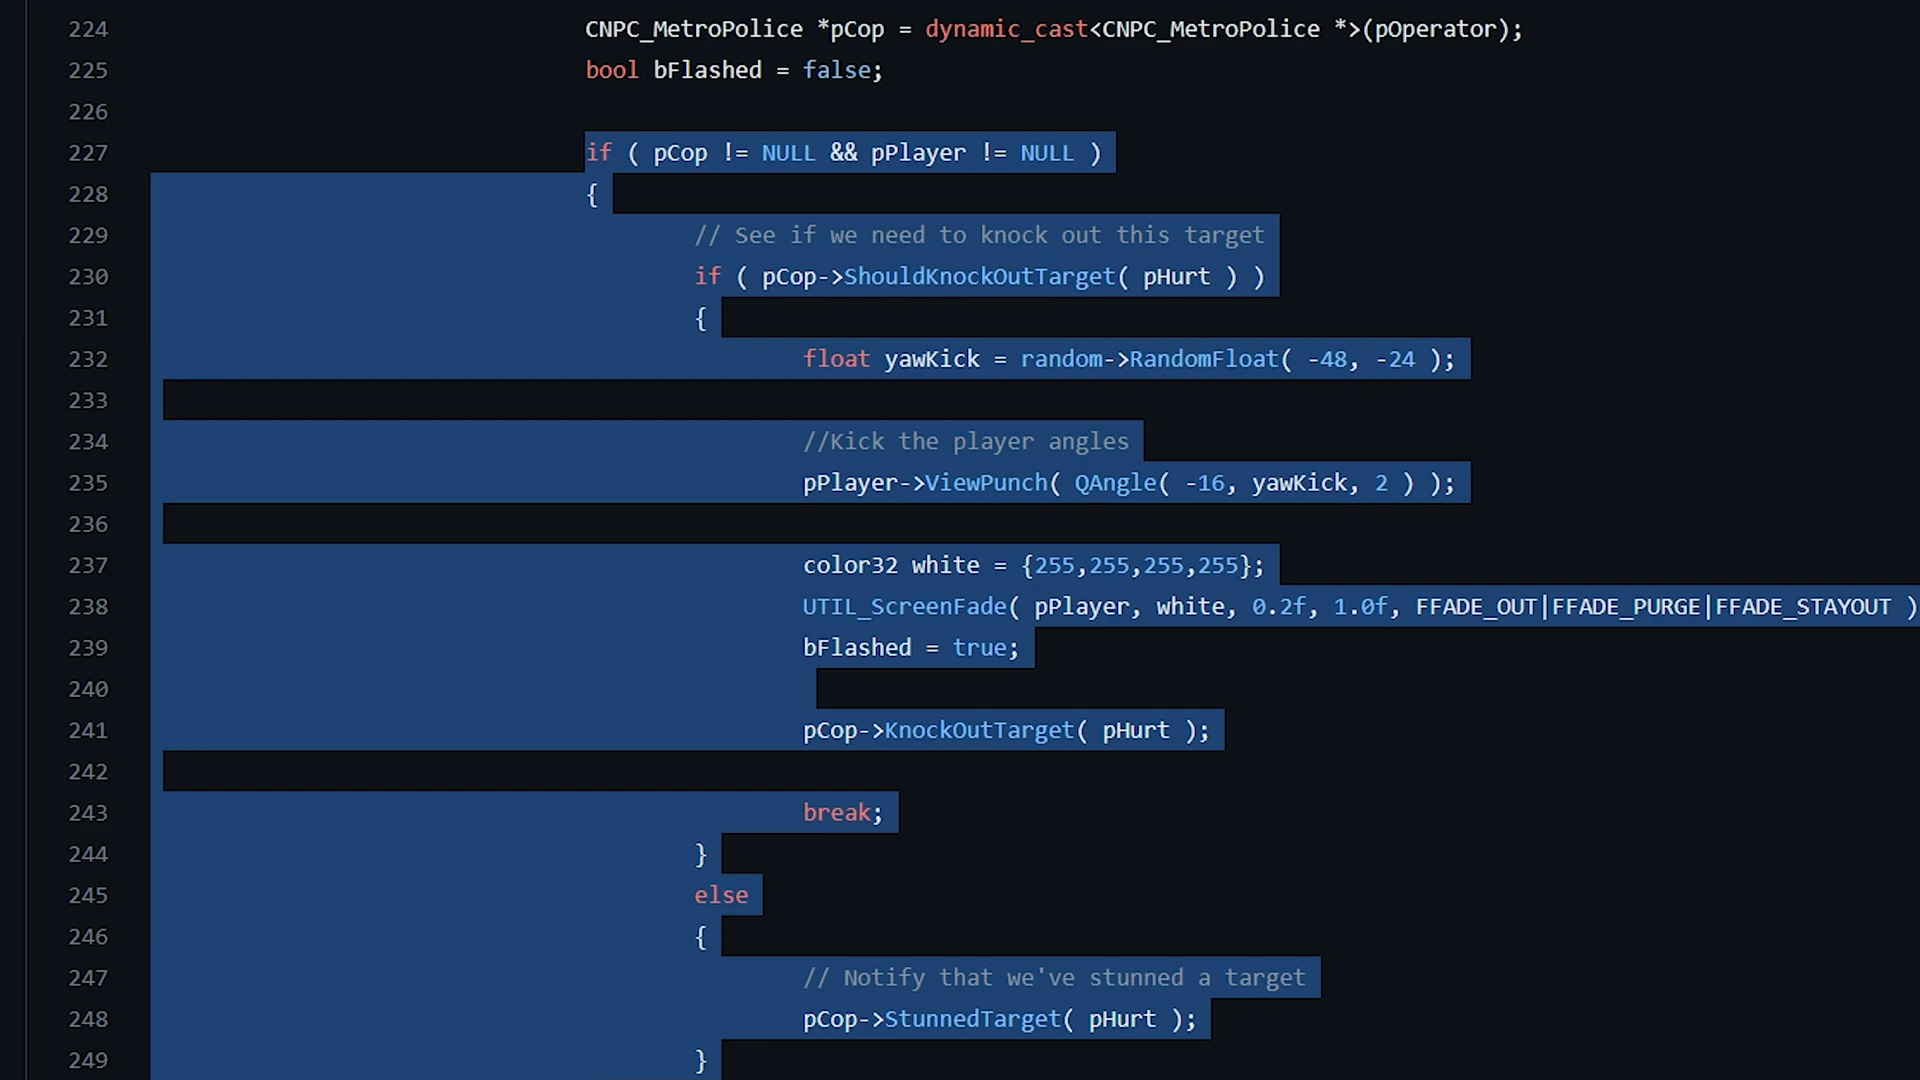 224 CNPC_MetroPolice *pCop = dynamic_cast<CNPC_MetroPolice *>(pOperator);
225 bool bFlashed = false;
226
227 if ( pCop != NULL && pPlayer != NULL )
228 {
229 // See if we need to knock out this target
230 if ( pCop->ShouldKnockOutTarget( pHurt ) )
231 {
232 float yawKick = random->RandomFloat( -48, -24 );
233
234 //Kick the player angles
235 pPlayer->ViewPunch( QAngle( -16, yawKick, 2 ) );
236
237 color32 white = {255,255,255,255};
238 UTIL_ScreenFade( pPlayer, white, 0.2f, 1.0f, FFADE_OUT|FFADE_PURGE|FFADE_STAYOUT )
239 bFlashed = true;
240
241 pCop->KnockOutTarget( pHurt );
242
243 break;
244 }
245 else
246 {
247 // Notify that we've stunned a target
248 pCop->StunnedTarget( pHurt );
249 }